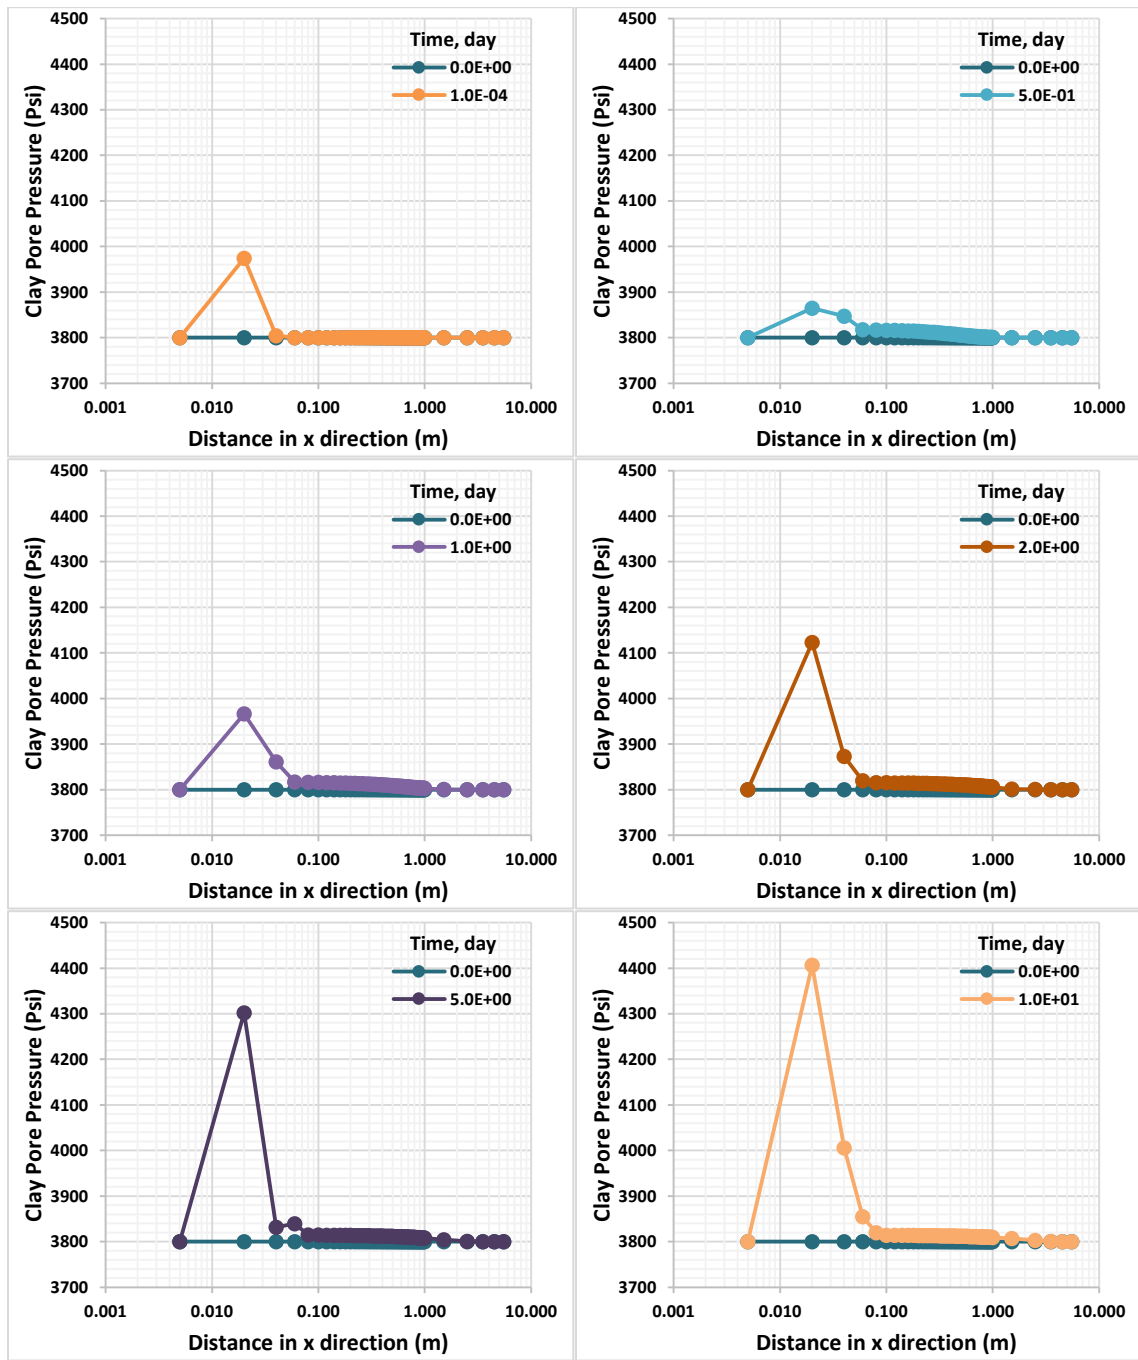 4500
4400
4300
4200
4100
4000
3900
3800
3700
Clay Pore Pressure (Psi)
Time, day
0.0E+00
1.0E-04
0.001 0.010 0.100 1.000 10.000
Distance in x direction (m)
4500
4400
4300
4200
4100
4000
3900
3800
3700
Clay Pore Pressure (Psi)
Time, day
0.0E+00
5.0E-01
0.001 0.010 0.100 1.000 10.000
Distance in x direction (m)
4500
4400
4300
4200
4100
4000
3900
3800
3700
Clay Pore Pressure (Psi)
Time, day
0.0E+00
1.0E+00
0.001 0.010 0.100 1.000 10.000
Distance in x direction (m)
4500
4400
4300
4200
4100
4000
3900
3800
3700
Clay Pore Pressure (Psi)
Time, day
0.0E+00
2.0E+00
0.001 0.010 0.100 1.000 10.000
Distance in x direction (m)
4500
4400
4300
4200
4100
4000
3900
3800
3700
Clay Pore Pressure (Psi)
Time, day
0.0E+00
5.0E+00
0.001 0.010 0.100 1.000 10.000
Distance in x direction (m)
4500
4400
4300
4200
4100
4000
3900
3800
3700
Clay Pore Pressure (Psi)
Time, day
0.0E+00
1.0E+01
0.001 0.010 0.100 1.000 10.000
Distance in x direction (m)